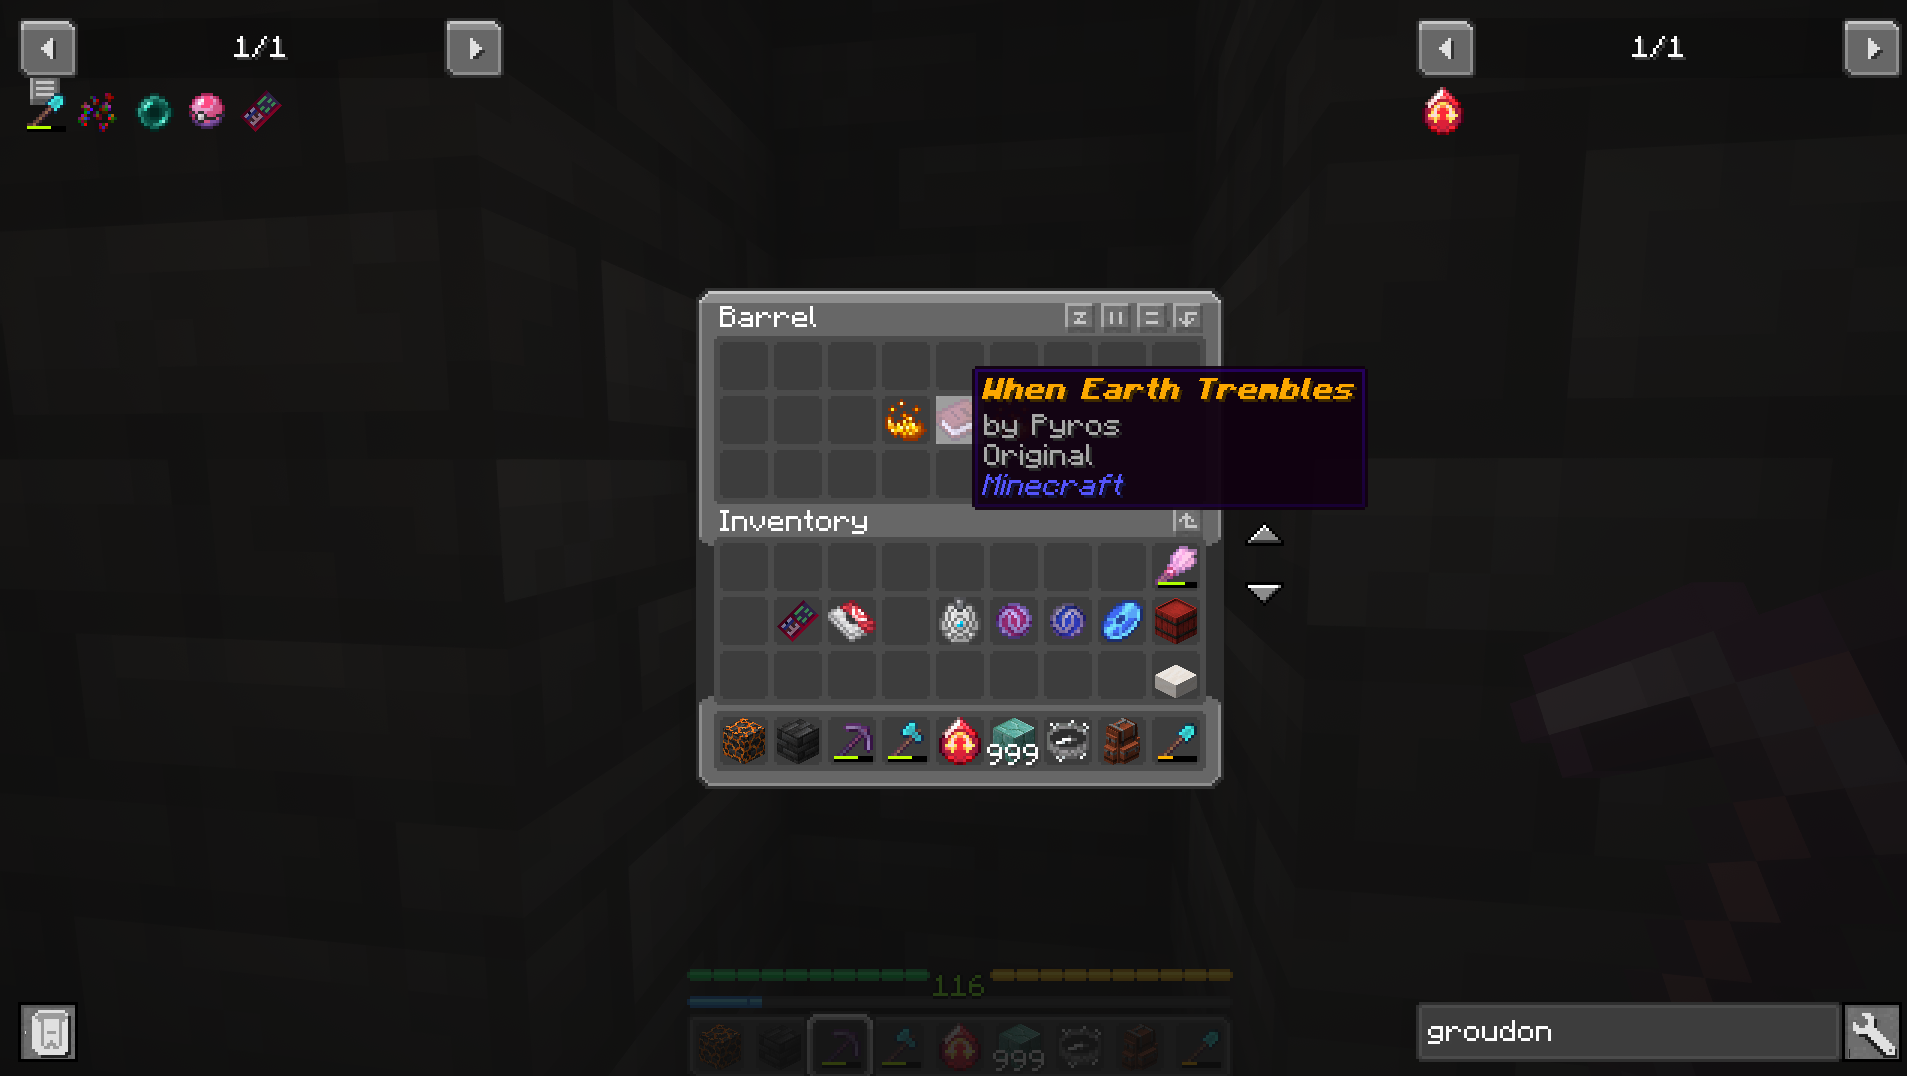 1/1
1/1
Barrel
When Earth Trembles
by Pyros
Original
Minecraft
Inventory
999
116
999
groudon